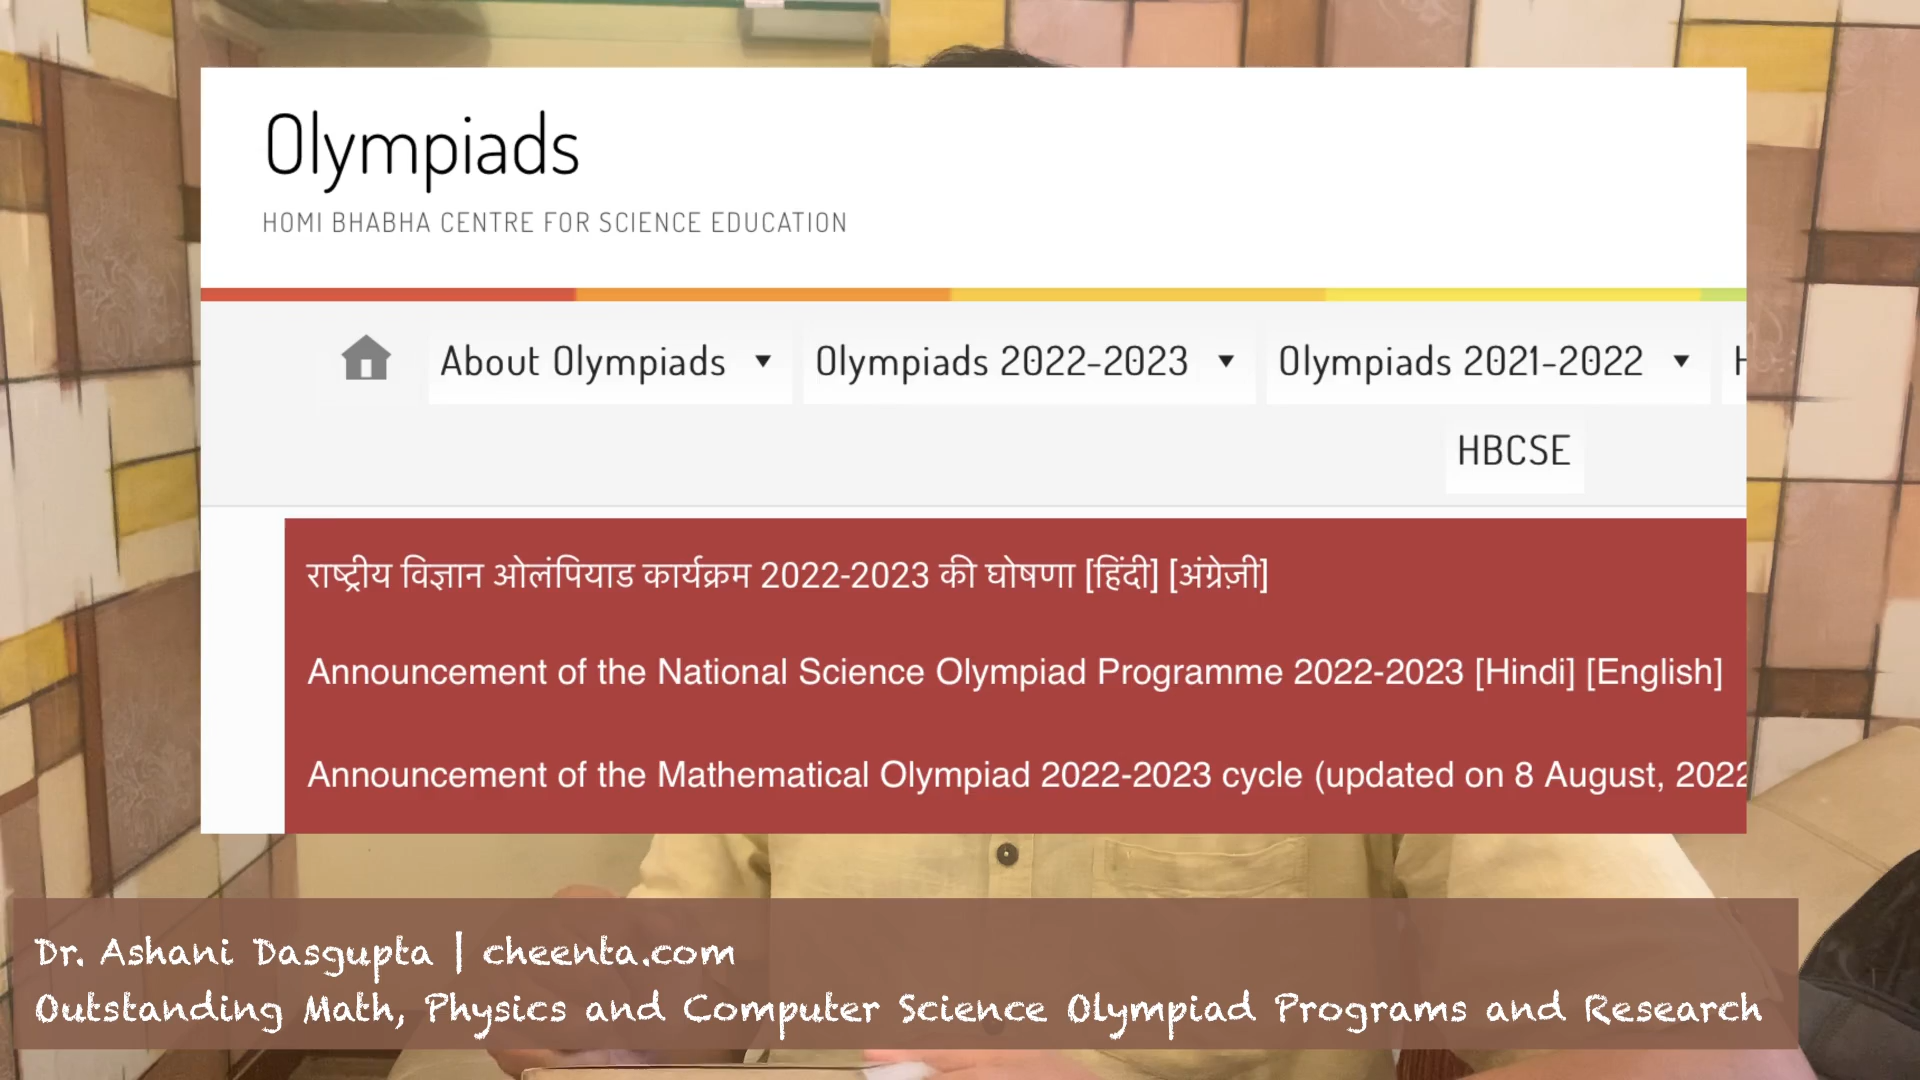 Olympiads
HOMI BHABHA CENTRE FOR SCIENCE EDUCATION
About Olympiads ▼ Olympiads 2022-2023 ▼ Olympiads 2021-2022 ▼ H
HBCSE
राष्ट्रीय विज्ञान ओलंपियाड कार्यक्रम 2022-2023 की घोषणा [हिंदी] [अंग्रेज़ी]
Announcement of the National Science Olympiad Programme 2022-2023 [Hindi] [English]
Announcement of the Mathematical Olympiad 2022-2023 cycle (updated on 8 August, 2022
Dr. Ashani Dasgupta | cheenta.com
Outstanding Math, Physics and Computer Science Olympiad Programs and Research